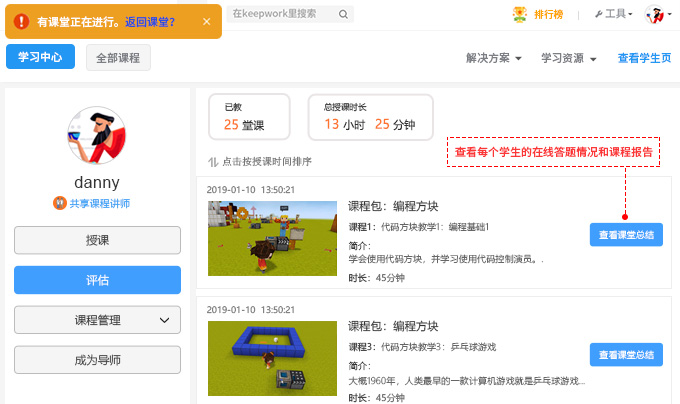 有课堂正在进行。返回课堂？ ×
在keepwork里搜索
排行榜
工具
学习中心
全部课程
解决方案
学习资源
查看学生页
danny
共享课程讲师
授课
评估
课程管理
成为导师
已教
25 堂课
总授课时长
13 小时 25 分钟
点击按授课时间排序
查看每个学生的在线答题情况和课程报告
2019-01-10 13:50:21
课程包：编程方块
课程1：代码方块教学1：编程基础1
简介：
学会使用代码方块，并学习使用代码控制演员。.
时长：45分钟
查看课堂总结
2019-01-10 13:50:21
课程包：编程方块
课程3：代码方块教学3：乒乓球游戏
简介：
大概1960年，人类最早的一款计算机游戏就是乒乓球游戏...
时长：45分钟
查看课堂总结